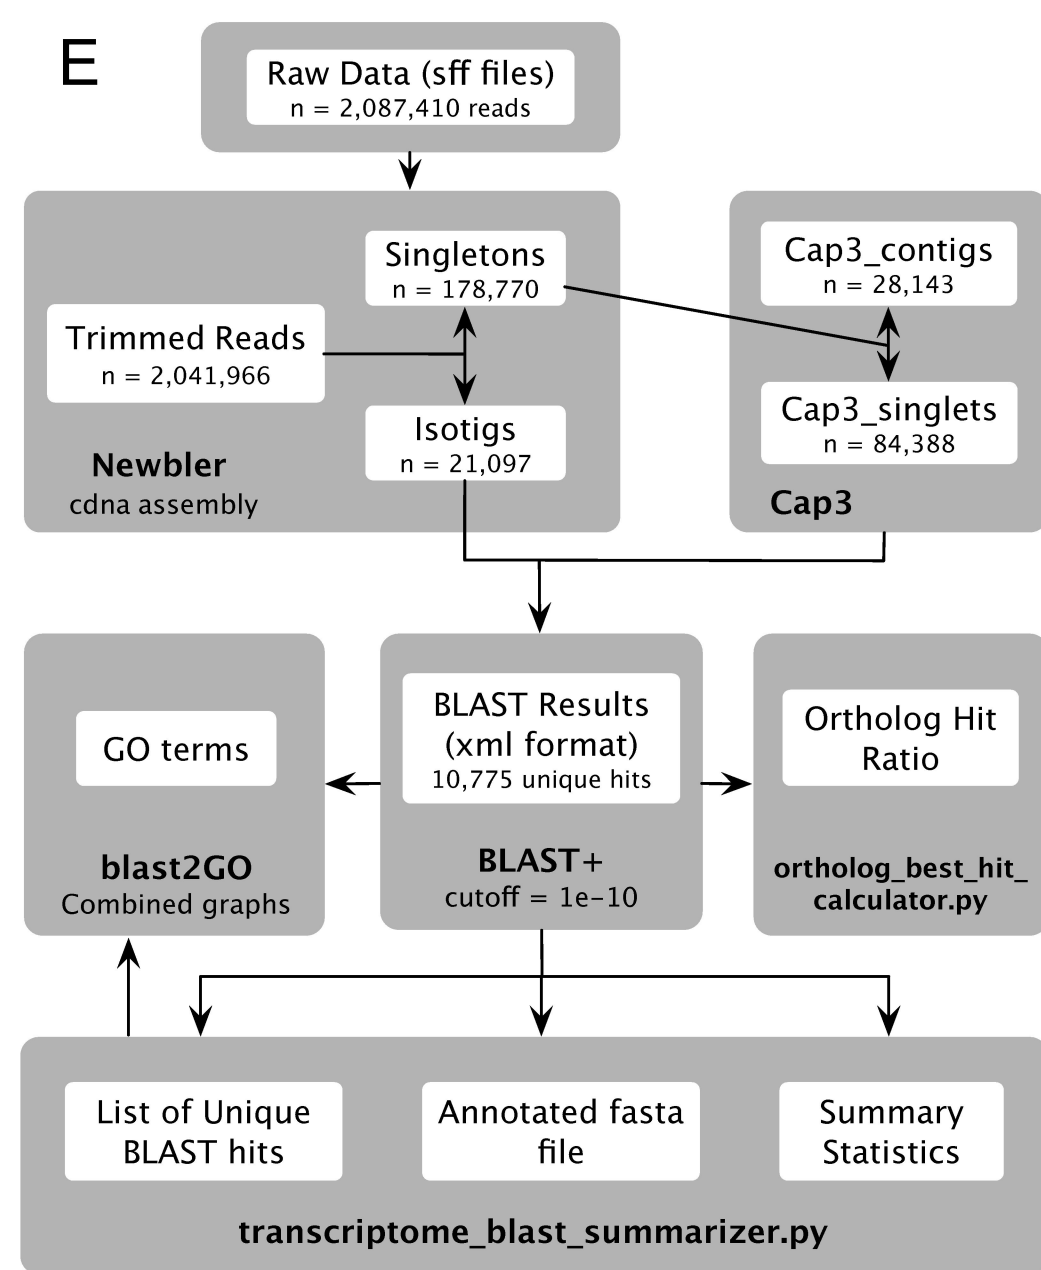 E
Raw Data (sff files)
n = 2,087,410 reads
Singletons
n = 178,770
Trimmed Reads
n = 2,041,966
Isotigs
n = 21,097
Newbler
cdna assembly
Cap3_contigs
n = 28,143
Cap3_singlets
n = 84,388
Cap3
GO terms
blast2GO
Combined graphs
BLAST Results
(xml format)
10,775 unique hits
BLAST+
cutoff = 1e-10
Ortholog Hit
Ratio
ortholog_best_hit_
calculator.py
List of Unique
BLAST hits
Annotated fasta
file
Summary
Statistics
transcriptome_blast_summarizer.py